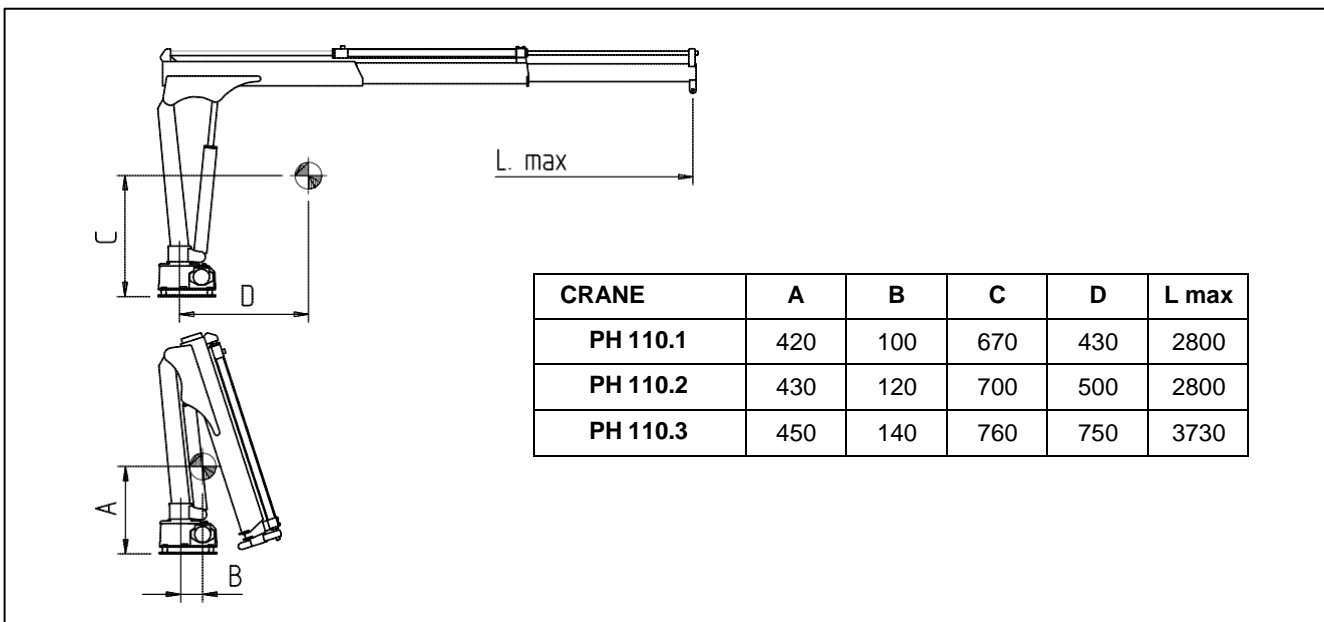 L. max
C
D
CRANE A B C D L max
PH 110.1 420 100 670 430 2800
PH 110.2 430 120 700 500 2800
PH 110.3 450 140 760 750 3730
A
B